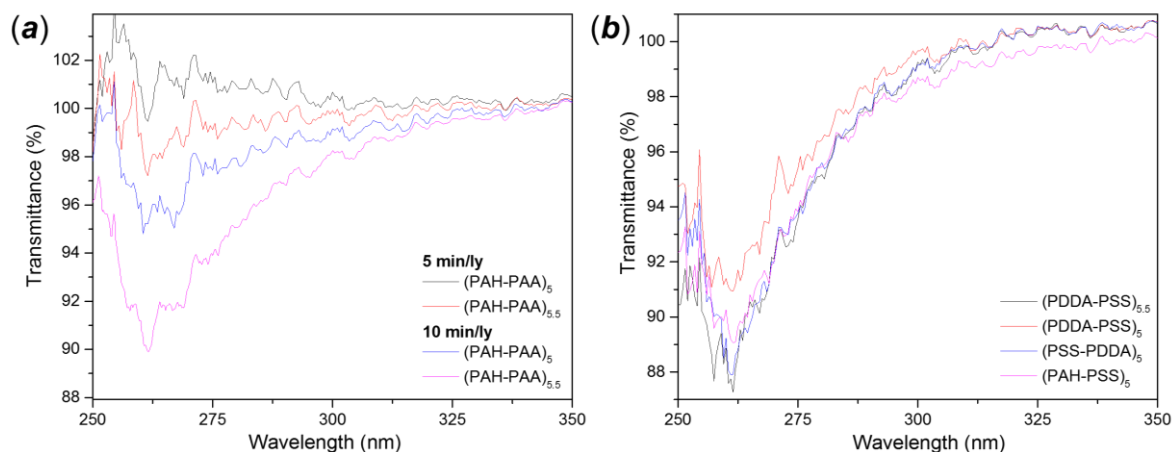 (a)
Transmittance (%)
102
100
98
96
94
92
90
88
250
275
300
325
350
Wavelength (nm)
5 min/ly
(PAH-PAA)5
(PAH-PAA)5.5
10 min/ly
(PAH-PAA)5
(PAH-PAA)5.5
(b)
Transmittance (%)
100
98
96
94
92
90
88
250
275
300
325
350
Wavelength (nm)
(PDDA-PSS)5.5
(PDDA-PSS)5
(PSS-PDDA)5
(PAH-PSS)5